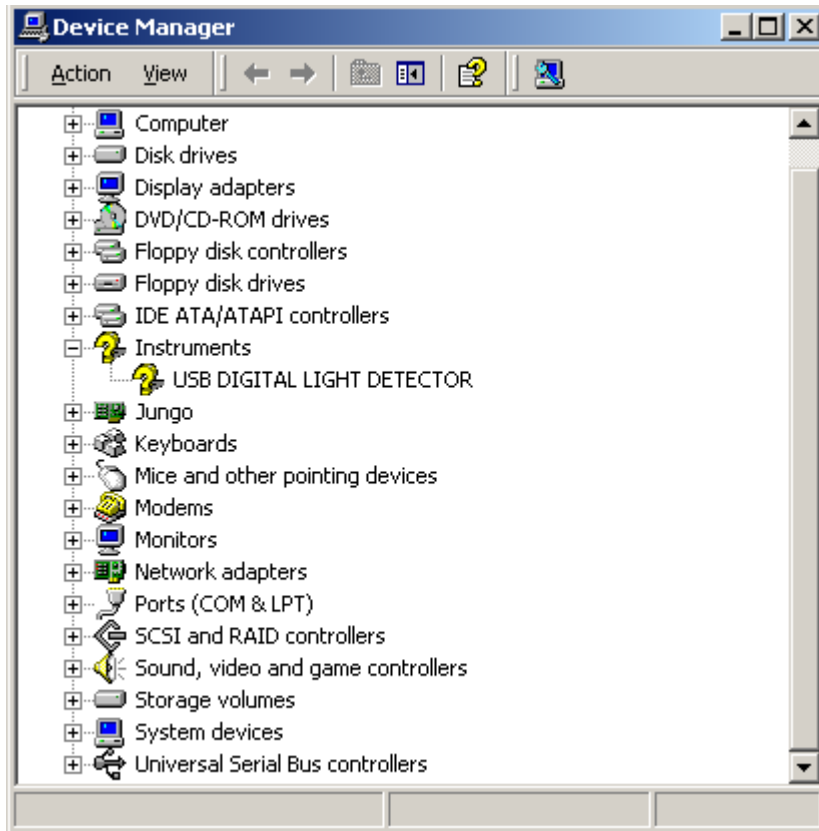 Device Manager
Action View
Computer
Disk drives
Display adapters
DVD/CD-ROM drives
Floppy disk controllers
Floppy disk drives
IDE ATA/ATAPI controllers
Instruments
USB DIGITAL LIGHT DETECTOR
Jungo
Keyboards
Mice and other pointing devices
Modems
Monitors
Network adapters
Ports (COM & LPT)
SCSI and RAID controllers
Sound, video and game controllers
Storage volumes
System devices
Universal Serial Bus controllers